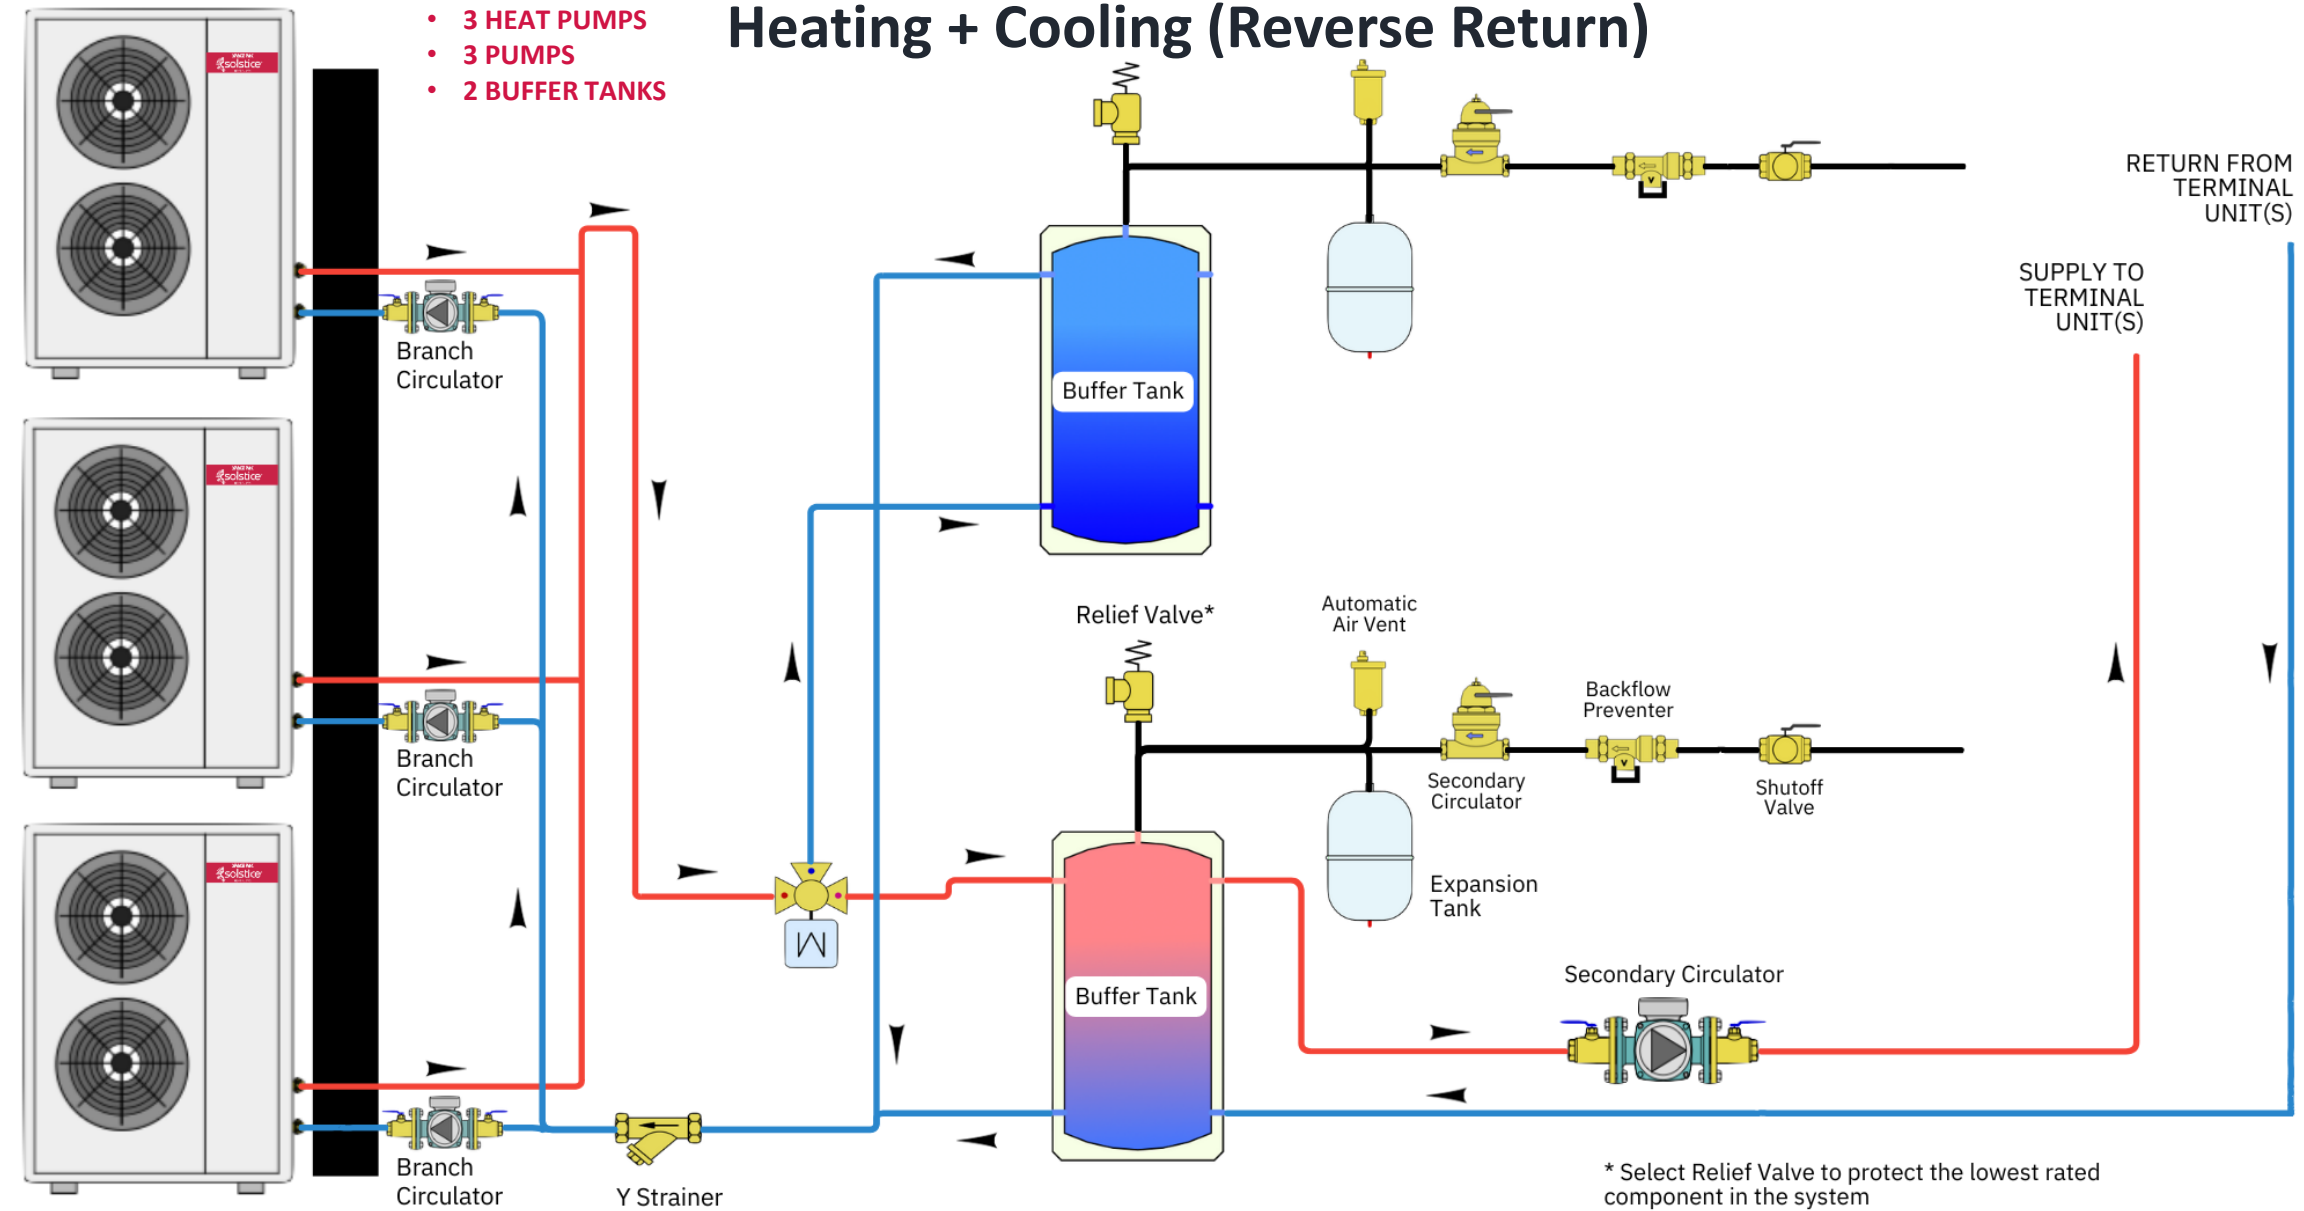 • 3 HEAT PUMPS
• 3 PUMPS
• 2 BUFFER TANKS
Heating + Cooling (Reverse Return)
solstice
RETURN FROM
TERMINAL
UNIT(S)
SUPPLY TO
TERMINAL
UNIT(S)
Branch
Circulator
Buffer Tank
solstice
Relief Valve*
Automatic
Air Vent
Backflow
Preventer
Branch
Circulator
Secondary
Circulator
Shutoff
Valve
solstice
Expansion
Tank
M
Secondary Circulator
Buffer Tank
Branch
Circulator
Y Strainer
* Select Relief Valve to protect the lowest rated
component in the system